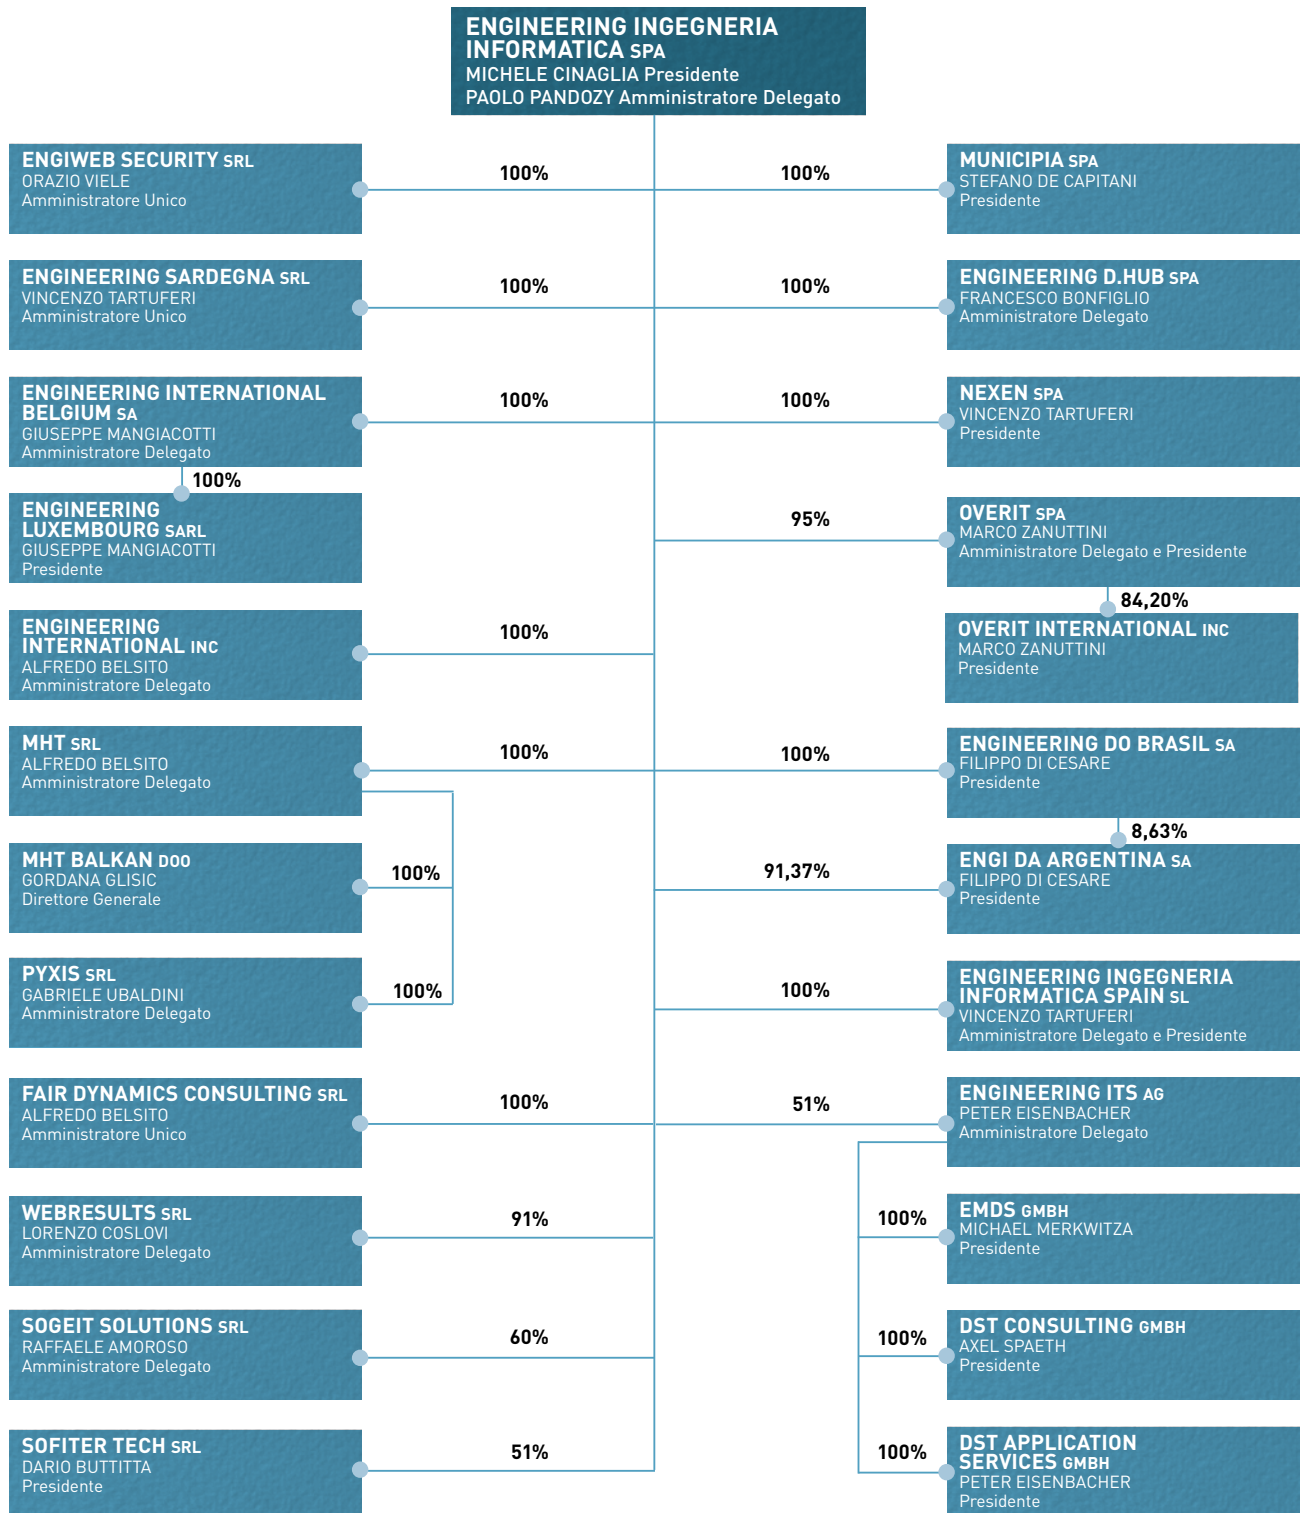 ENGINEERING INGEGNERIA
INFORMATICA SPA
MICHELE CINAGLIA Presidente
PAOLO PANDOZY Amministratore Delegato
ENGIWEB SECURITY SRL
ORAZIO VIELE
Amministratore Unico
100%
100%
MUNICIPIA SPA
STEFANO DE CAPITANI
Presidente
ENGINEERING SARDEGNA SRL
VINCENZO TARTUFERI
Amministratore Unico
100%
100%
ENGINEERING D.HUB SPA
FRANCESCO BONFIGLIO
Amministratore Delegato
ENGINEERING INTERNATIONAL
BELGIUM SA
GIUSEPPE MANGIACOTTI
Amministratore Delegato
100%
100%
NEXEN SPA
VINCENZO TARTUFERI
Presidente
100%
ENGINEERING
LUXEMBOURG SARL
GIUSEPPE MANGIACOTTI
Presidente
95%
OVERIT SPA
MARCO ZANUTTINI
Amministratore Delegato e Presidente
84,20%
OVERIT INTERNATIONAL INC
MARCO ZANUTTINI
Presidente
ENGINEERING
INTERNATIONAL INC
ALFREDO BELSITO
Amministratore Delegato
100%
MHT SRL
ALFREDO BELSITO
Amministratore Delegato
100%
100%
ENGINEERING DO BRASIL SA
FILIPPO DI CESARE
Presidente
8,63%
MHT BALKAN DOO
GORDANA GLISIC
Direttore Generale
100%
91,37%
ENGI DA ARGENTINA SA
FILIPPO DI CESARE
Presidente
PYXIS SRL
GABRIELE UBALDINI
Amministratore Delegato
100%
100%
ENGINEERING INGEGNERIA
INFORMATICA SPAIN SL
VINCENZO TARTUFERI
Amministratore Delegato e Presidente
FAIR DYNAMICS CONSULTING SRL
ALFREDO BELSITO
Amministratore Unico
100%
51%
ENGINEERING ITS AG
PETER EISENBACHER
Amministratore Delegato
WEBRESULTS SRL
LORENZO COSLOVI
Amministratore Delegato
91%
100%
EMDS GMBH
MICHAEL MERKWITZA
Presidente
SOGEIT SOLUTIONS SRL
RAFFAELE AMOROSO
Amministratore Delegato
60%
100%
DST CONSULTING GMBH
AXEL SPAETH
Presidente
SOFITER TECH SRL
DARIO BUTTITTA
Presidente
51%
100%
DST APPLICATION
SERVICES GMBH
PETER EISENBACHER
Presidente